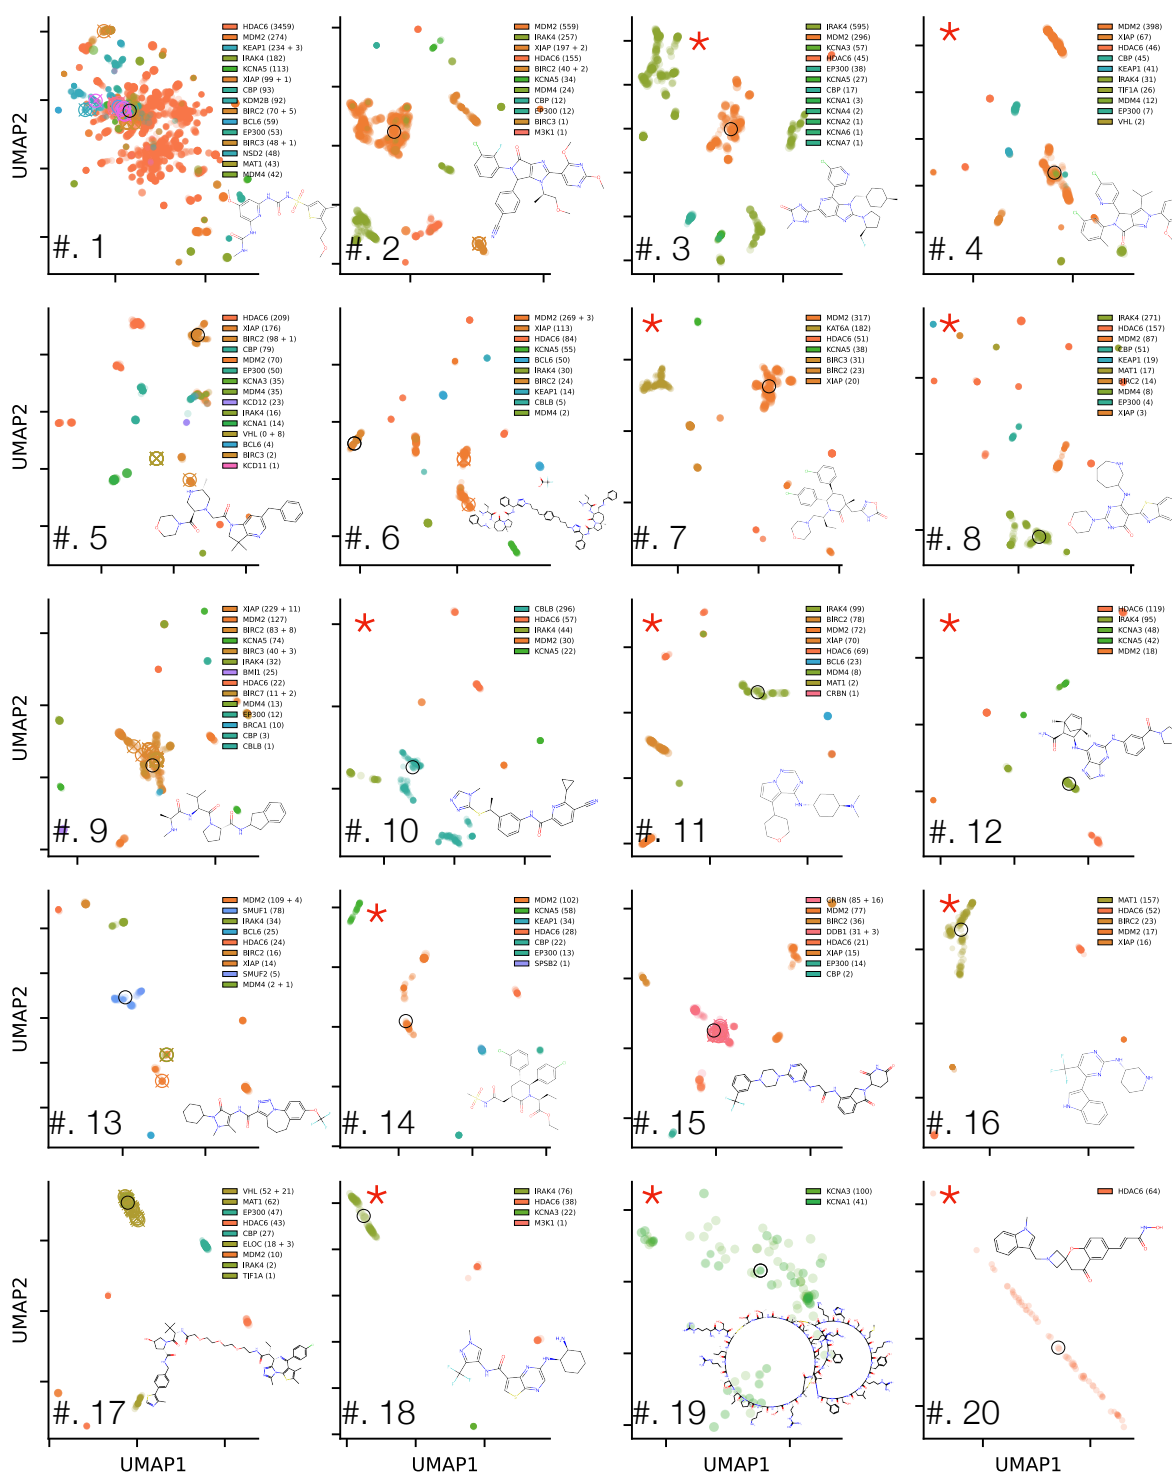 HDAC6 (3459)
MDM2 (274)
KEAP1 (234 + 3)
IRAK4 (182)
KCNA5 (113)
XIAP (99 + 1)
CBP (93)
KDM2B (92)
BIRC2 (70 + 5)
BCL6 (59)
EP300 (53)
BIRC3 (48 + 1)
NSD2 (48)
MAT1 (43)
MDM4 (42)
UMAP2
#. 1
MDM2 (559)
IRAK4 (257)
XIAP (197 + 2)
HDAC6 (155)
BIRC2 (40 + 2)
KCNA5 (34)
MDM4 (24)
CBP (12)
EP300 (12)
BIRC3 (1)
M3K1 (1)
#. 2
IRAK4 (595)
MDM2 (296)
KCNA3 (57)
HDAC6 (45)
EP300 (38)
KCNA5 (27)
CBP (17)
KCNA1 (3)
KCNA4 (2)
KCNA2 (1)
KCNA6 (1)
KCNA7 (1)
#. 3
MDM2 (398)
XIAP (67)
HDAC6 (46)
CBP (45)
KEAP1 (41)
IRAK4 (31)
TIF1A (26)
MDM4 (12)
EP300 (7)
VHL (2)
#. 4
HDAC6 (209)
XIAP (176)
BIRC2 (98 + 1)
CBP (79)
MDM2 (70)
EP300 (50)
KCNA3 (35)
MDM4 (35)
KCD12 (23)
IRAK4 (16)
KCNA1 (14)
VHL (0 + 8)
BCL6 (4)
BIRC3 (2)
KCD11 (1)
UMAP2
#. 5
MDM2 (269 + 3)
XIAP (113)
HDAC6 (84)
KCNA5 (55)
BCL6 (50)
IRAK4 (30)
BIRC2 (24)
KEAP1 (14)
CBLB (5)
MDM4 (2)
#. 6
MDM2 (317)
KAT6A (182)
HDAC6 (51)
KCNA5 (38)
BIRC3 (31)
BIRC2 (23)
XIAP (20)
#. 7
IRAK4 (271)
HDAC6 (157)
MDM2 (87)
CBP (51)
KEAP1 (19)
MAT1 (17)
BIRC2 (14)
MDM4 (8)
EP300 (4)
XIAP (3)
#. 8
XIAP (229 + 11)
MDM2 (127)
BIRC2 (83 + 8)
KCNA5 (74)
BIRC3 (40 + 3)
IRAK4 (32)
BMI1 (25)
HDAC6 (22)
BIRC7 (11 + 2)
MDM4 (13)
EP300 (12)
BRCA1 (10)
CBP (3)
CBLB (1)
UMAP2
#. 9
CBLB (296)
HDAC6 (57)
IRAK4 (44)
MDM2 (30)
KCNA5 (22)
#. 10
IRAK4 (99)
BIRC2 (78)
MDM2 (72)
XIAP (70)
HDAC6 (69)
BCL6 (23)
MDM4 (8)
MAT1 (2)
CRBN (1)
#. 11
HDAC6 (119)
IRAK4 (95)
KCNA3 (48)
KCNA5 (42)
MDM2 (18)
#. 12
MDM2 (109 + 4)
SMUF1 (78)
IRAK4 (34)
BCL6 (25)
HDAC6 (24)
BIRC2 (16)
XIAP (14)
SMUF2 (5)
MDM4 (2 + 1)
UMAP2
#. 13
MDM2 (102)
KCNA5 (58)
KEAP1 (34)
HDAC6 (28)
CBP (22)
EP300 (13)
SPSB2 (1)
#. 14
CRBN (85 + 16)
MDM2 (77)
BIRC2 (36)
DDB1 (31 + 3)
HDAC6 (21)
XIAP (15)
EP300 (14)
CBP (2)
#. 15
MAT1 (157)
HDAC6 (52)
BIRC2 (23)
MDM2 (17)
XIAP (16)
#. 16
VHL (52 + 21)
MAT1 (62)
EP300 (47)
HDAC6 (43)
CBP (27)
ELOC (18 + 3)
MDM2 (10)
IRAK4 (2)
TIF1A (1)
UMAP2
#. 17
UMAP1
IRAK4 (76)
HDAC6 (38)
KCNA3 (22)
M3K1 (1)
#. 18
UMAP1
KCNA3 (100)
KCNA1 (41)
#. 19
UMAP1
HDAC6 (64)
#. 20
UMAP1